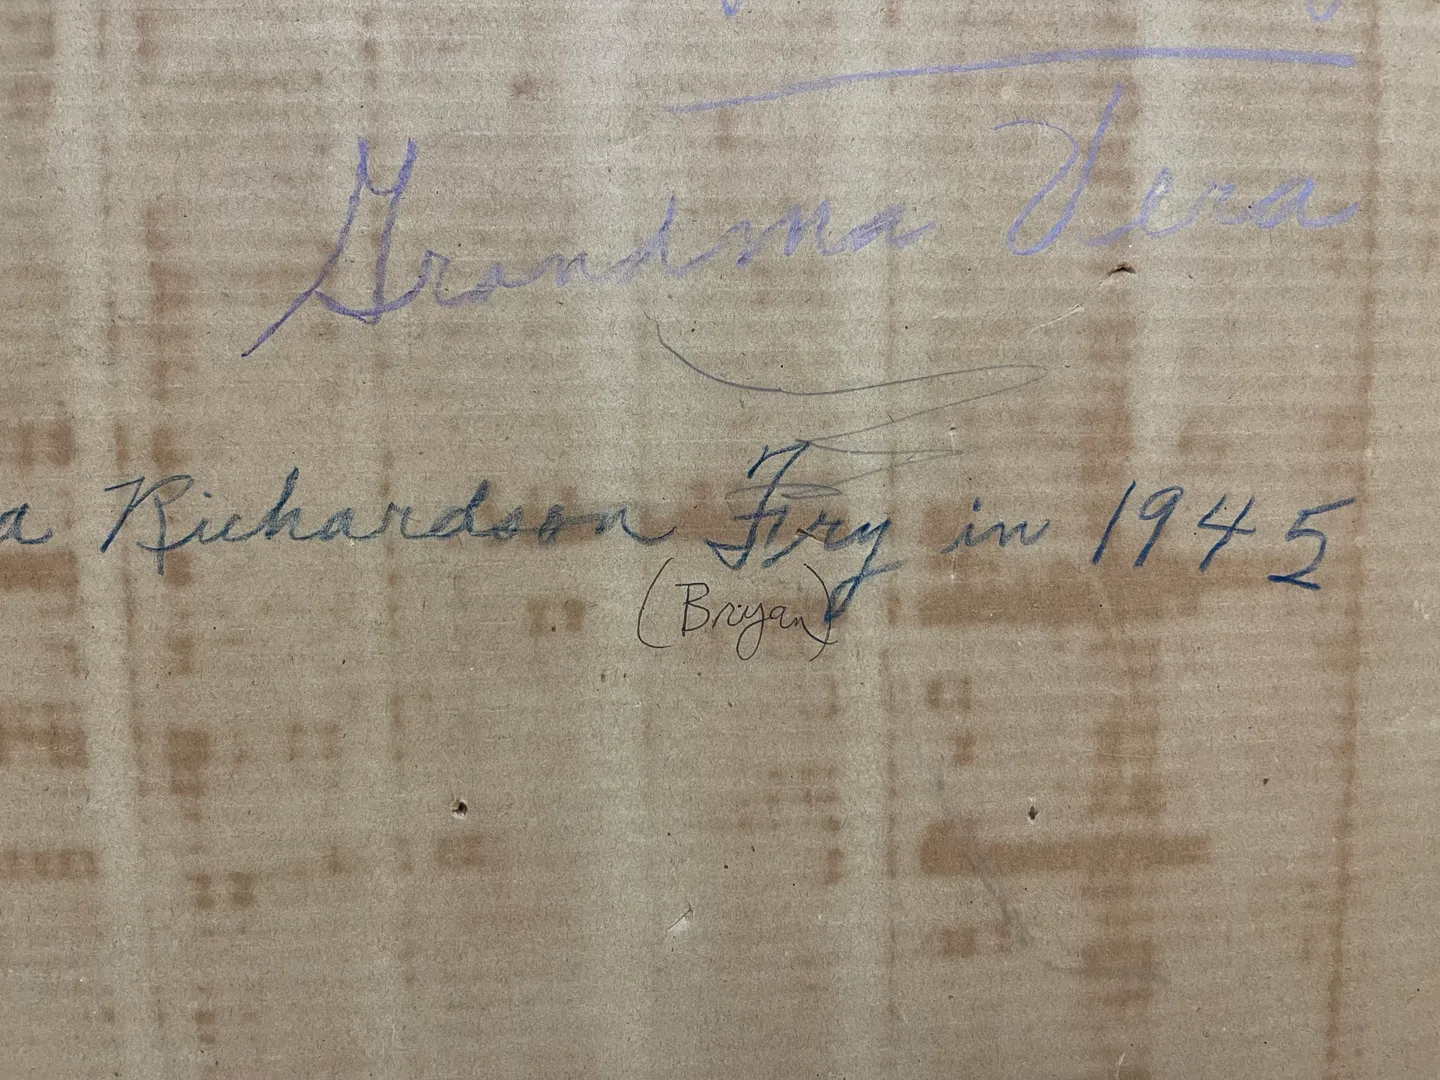 Grandma Vera
a Richardson Fry in 1945
(Bryan)